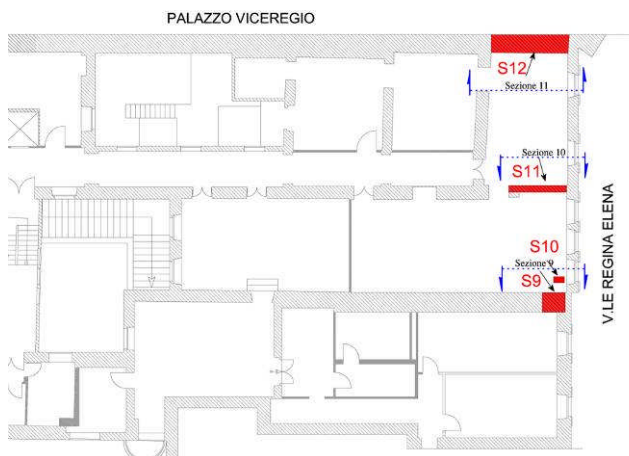 PALAZZO VICEREGIO
S12
Sezione 11
Sezione 10
S11
S10
Sezione 9
S9
V.LE REGINA ELENA